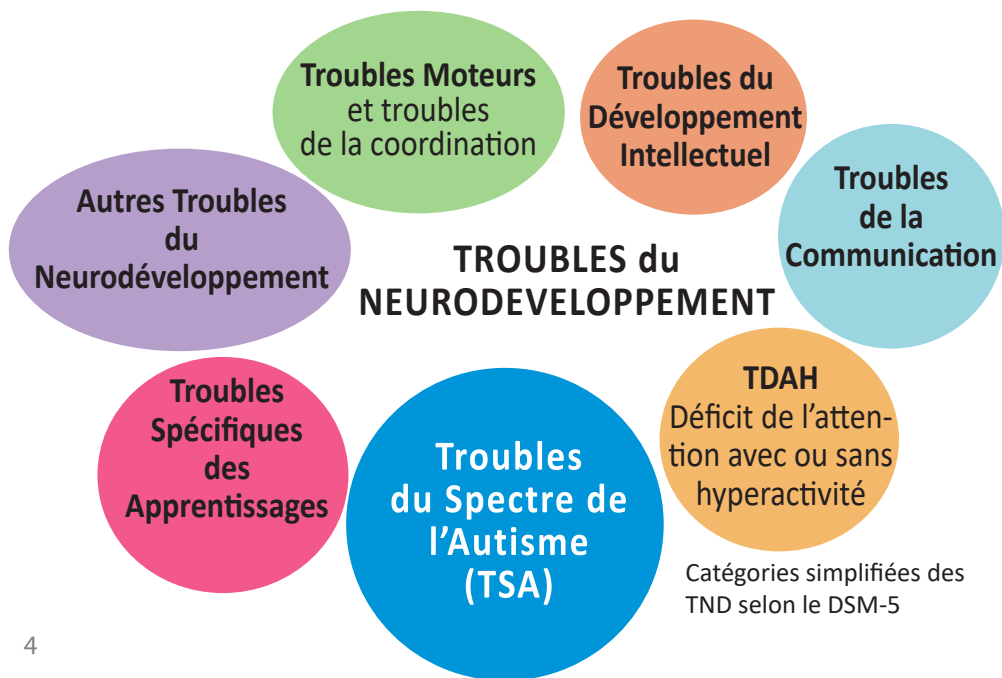 Troubles Moteurs
et troubles
de la coordination
Troubles du
Développement
Intellectuel
Troubles
de la
Communication
Autres Troubles
du
Neurodéveloppement
TROUBLES du
NEURODEVELOPPEMENT
TDAH
Déficit de l’atten-
tion avec ou sans
hyperactivité
Troubles
Spécifiques
des
Apprentissages
Troubles
du Spectre de
l’Autisme
(TSA)
Catégories simplifiées des
TND selon le DSM-5
4